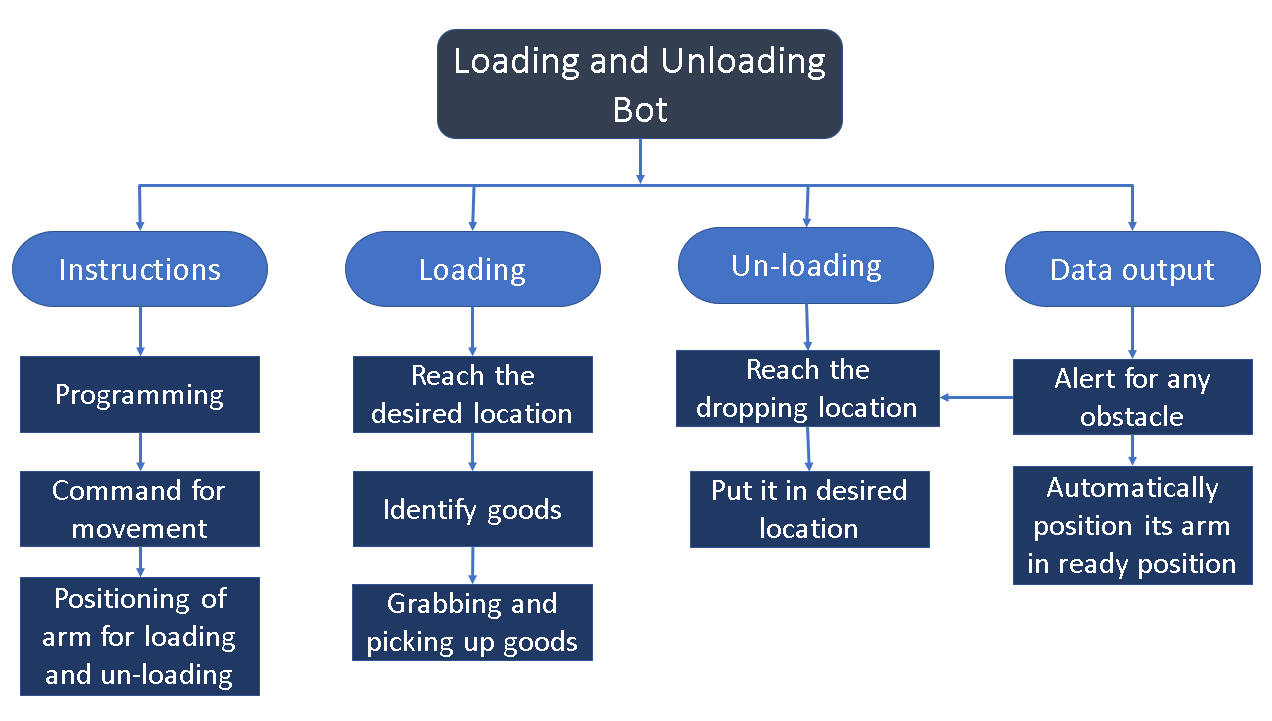 Loading and Unloading
Bot
Instructions
Loading
Un-loading
Data output
Programming
Command for
movement
Positioning of
arm for loading
and un-loading
Reach the
desired location
Identify goods
Grabbing and
picking up goods
Reach the
dropping location
Put it in desired
location
Alert for any
obstacle
Automatically
position its arm
in ready position